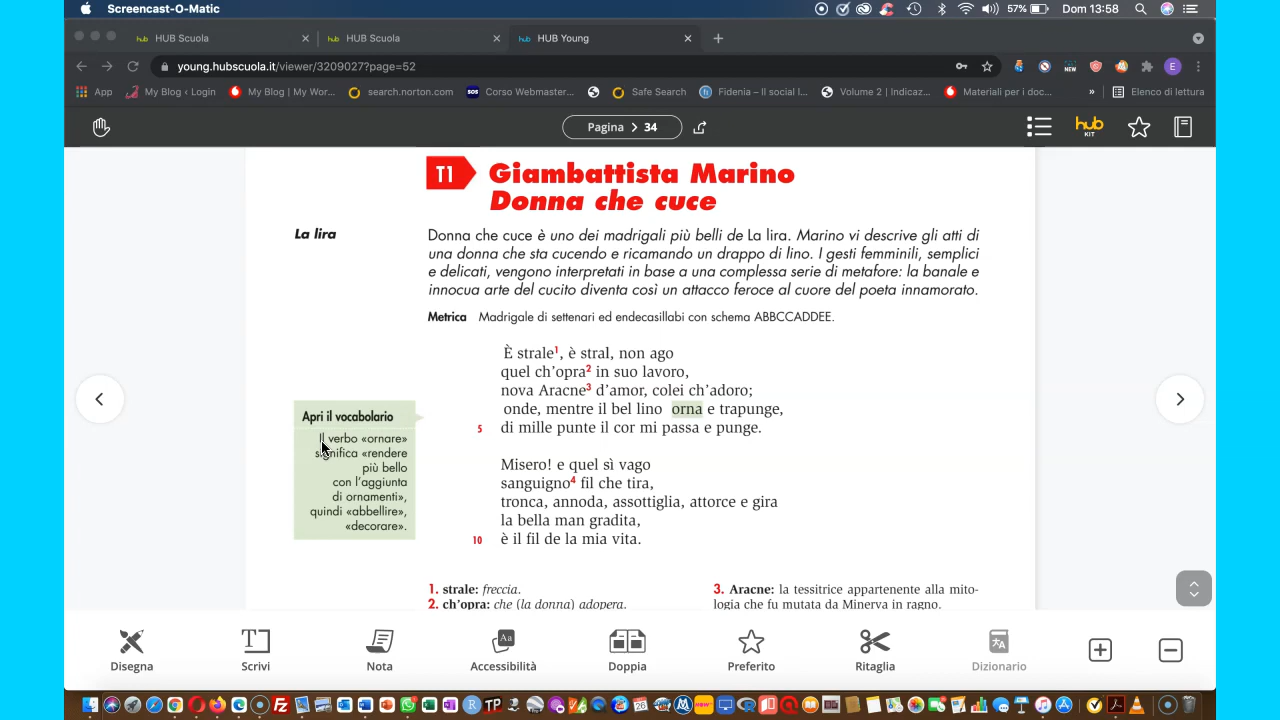 Screencast-O-Matic
57%
Dom 13:58
HUB Scuola
HUB Scuola
HUB Young
young.hubscuola.it/viewer/3209027?page=52
E
App
My Blog ‹ Login
My Blog | My Wor...
search.norton.com
Corso Webmaster...
Safe Search
Fidenia – Il social l...
Volume 2 | Indicaz...
Materiali per i doc...
»
Elenco di lettura
Pagina > 34
hub
KIT
T1
Giambattista Marino
Donna che cuce
La lira
Donna che cuce è uno dei madrigali più belli de La lira. Marino vi descrive gli atti di
una donna che sta cucendo e ricamando un drappo di lino. I gesti femminili, semplici
e delicati, vengono interpretati in base a una complessa serie di metafore: la banale e
innocua arte del cucito diventa così un attacco feroce al cuore del poeta innamorato.
Metrica Madrigale di settenari ed endecasillabi con schema ABBCCADDEE.
È strale¹, è stral, non ago
quel ch'opra² in suo lavoro,
nova Aracne³ d'amor, colei ch'adoro;
onde, mentre il bel lino orna e trapunge,
5 di mille punte il cor mi passa e punge.
Misero! e quel sì vago
sanguigno⁴ fil che tira,
tronca, annoda, assottiglia, attorce e gira
la bella man gradita,
10 è il fil de la mia vita.
Apri il vocabolario
Il verbo «ornare»
significa «rendere
più bello
con l'aggiunta
di ornamenti»,
quindi «abbellire»,
«decorare».
1. strale: freccia.
2. ch'opra: che (la donna) adopera.
3. Aracne: la tessitrice appartenente alla mito-
logia che fu mutata da Minerva in ragno.
Disegna
Scrivi
Nota
Accessibilità
Doppia
Preferito
Ritaglia
Dizionario